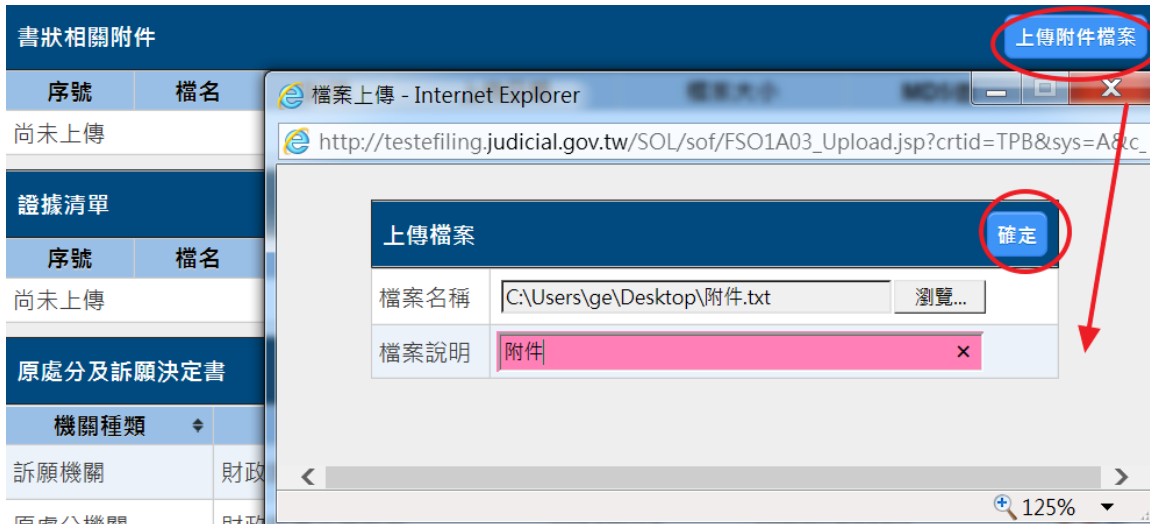 書狀相關附件
上傳附件檔案
序號 檔名
檔案上傳 - Internet Explorer
尚未上傳
http://testefiling.judicial.gov.tw/SOL/sof/FSO1A03_Upload.jsp?crtid=TPB&sys=A&c_
證據清單
上傳檔案
確定
序號 檔名
檔案名稱 C:\Users\ge\Desktop\附件.txt 瀏覽...
尚未上傳
檔案說明 附件
原處分及訴願決定書
機關種類
訴願機關 財政
125%